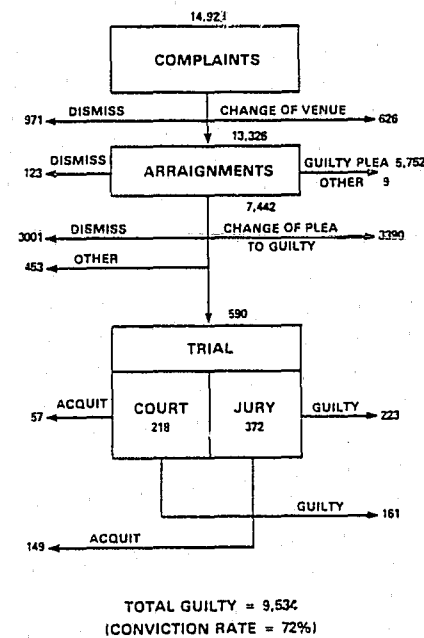 14,923
COMPLAINTS
DISMISS CHANGE OF VENUE
971 626
13,326
DISMISS ARRAIGNMENTS GUILTY PLEA 5,752
123 OTHER 9
7,442
3001 DISMISS CHANGE OF PLEA 3398
TO GUILTY
453 OTHER
590
TRIAL
ACQUIT COURT JURY GUILTY
57 218 372 223
GUILTY 161
149 ACQUIT
TOTAL GUILTY = 9,534
(CONVICTION RATE = 72%)